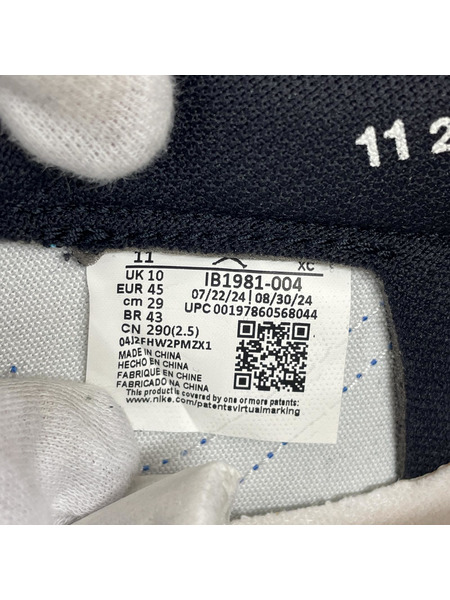 11 2
11 XC
UK 10 IB1981-004
EUR 45 07/22/24 | 08/30/24
cm 29 UPC 00197860568044
BR 43
CN 290(2.5)
04J2FHW2PMZX1
MADE IN CHINA
HECHO EN CHINA
FABRIQUÉ EN CHINE
FABRICADO NA CHINA
This product is covered by one or more patents:
www.nike.com/patentsvirtualmarking